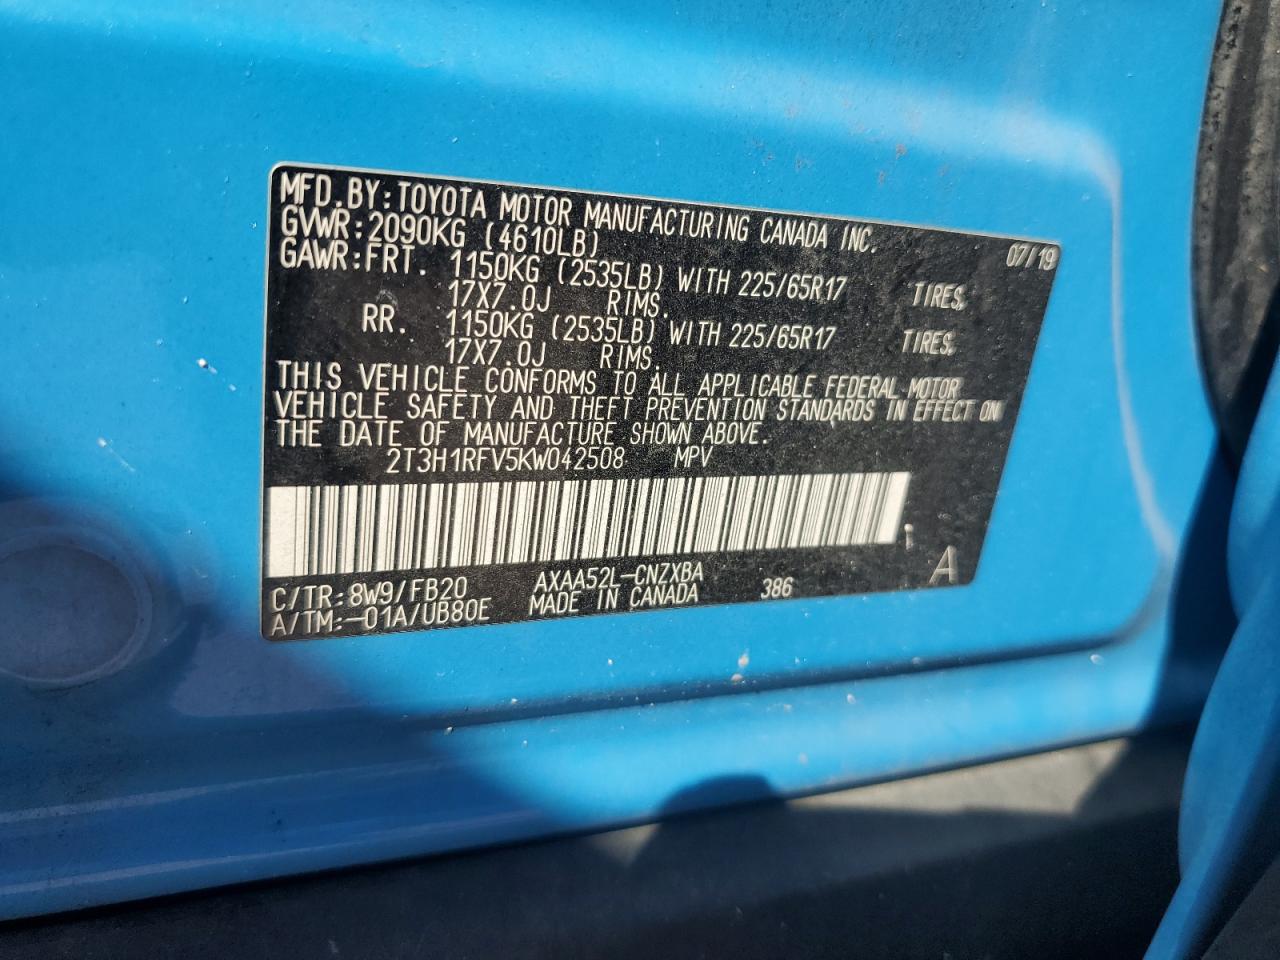 MFD.BY:TOYOTA MOTOR MANUFACTURING CANADA INC. 07/19
GVWR:2090KG (4610LB)
GAWR:FRT. 1150KG (2535LB) WITH 225/65R17 TIRES,
17X7.0J RIMS.
RR. 1150KG (2535LB) WITH 225/65R17 TIRES,
17X7.0J RIMS.
THIS VEHICLE CONFORMS TO ALL APPLICABLE FEDERAL MOTOR
VEHICLE SAFETY AND THEFT PREVENTION STANDARDS IN EFFECT ON
THE DATE OF MANUFACTURE SHOWN ABOVE.
2T3H1RFV5KW042508 MPV
C/TR:8W9/FB20 AXAA52L-CNZXBA 386 A
A/TM:-01A/UB80E MADE IN CANADA